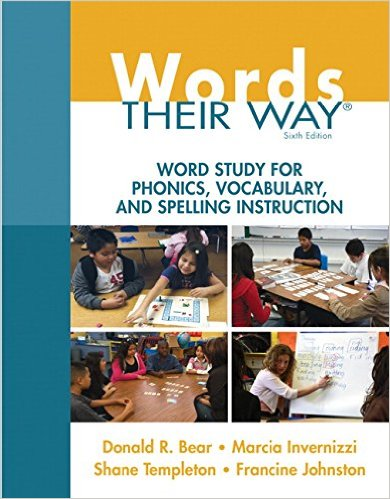 Words
THEIR WAY®
Sixth Edition
WORD STUDY FOR
PHONICS, VOCABULARY,
AND SPELLING INSTRUCTION
Donald R. Bear • Marcia Invernizzi
Shane Templeton • Francine Johnston